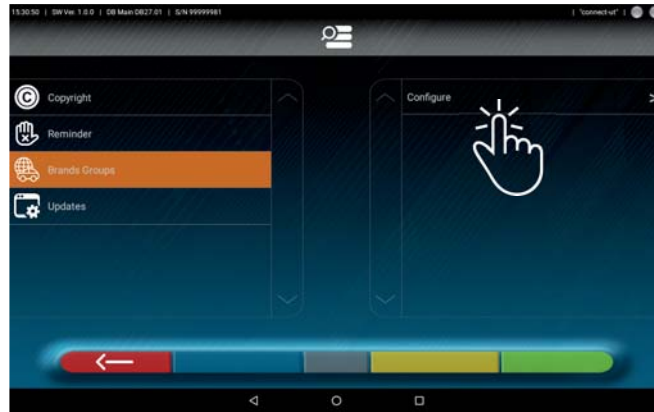 15:30:50 | SW Ver. 1.0.0 | DB Main DB27.01 | S/N 99999981 | "connect-ut" |
Copyright
Reminder
Brands Groups
Updates
Configure >